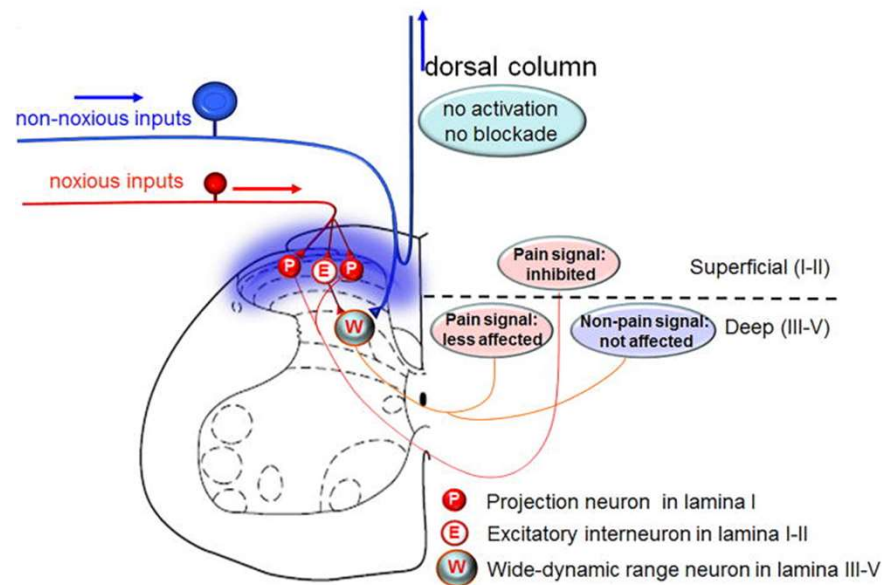 dorsal column
no activation
no blockade
non-noxious inputs
noxious inputs
P
E
P
W
Pain signal:
inhibited
Superficial (I-II)
Pain signal:
less affected
Non-pain signal:
not affected
Deep (III-V)
P Projection neuron in lamina I
E Excitatory interneuron in lamina I-II
W Wide-dynamic range neuron in lamina III-V